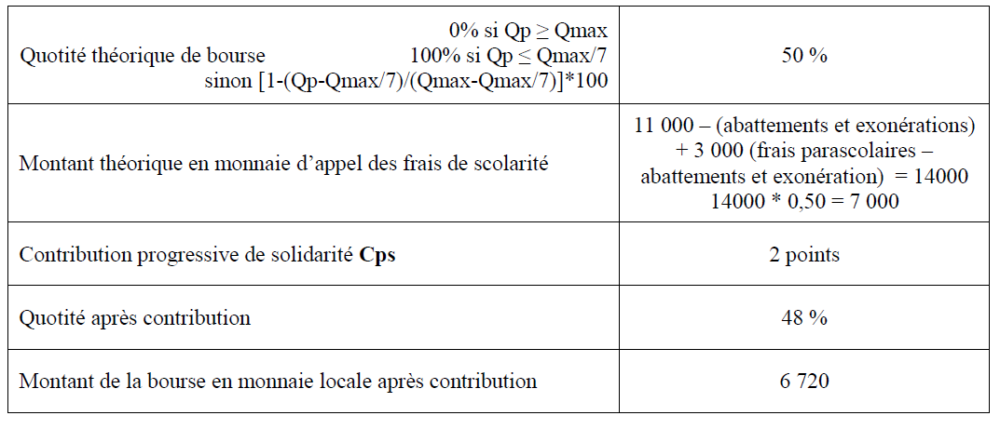 0% si Qp ≥ Qmax
Quotité théorique de bourse 100% si Qp ≤ Qmax/7
sinon [1-(Qp-Qmax/7)/(Qmax-Qmax/7)]*100
50 %
Montant théorique en monnaie d’appel des frais de scolarité
11 000 – (abattements et exonérations)
+ 3 000 (frais parascolaires –
abattements et exonération) = 14000
14000 * 0,50 = 7 000
Contribution progressive de solidarité Cps
2 points
Quotité après contribution
48 %
Montant de la bourse en monnaie locale après contribution
6 720